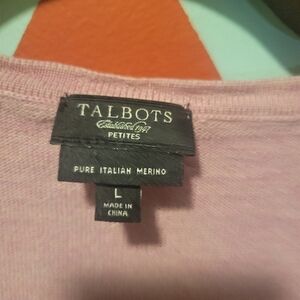 TALBOTS
Established 1947
PETITES
PURE ITALIAN MERINO
L
MADE IN
CHINA